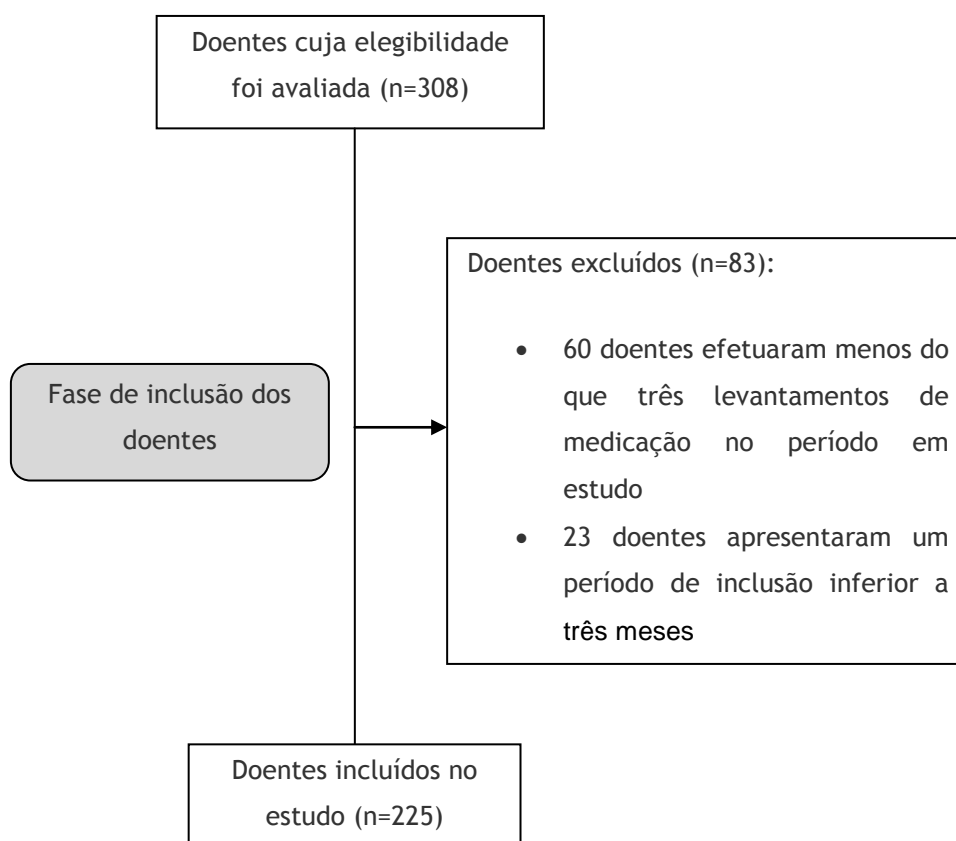 Doentes cuja elegibilidade
foi avaliada (n=308)
Doentes excluídos (n=83):
• 60 doentes efetuaram menos do
que três levantamentos de
medicação no período em
estudo
• 23 doentes apresentaram um
período de inclusão inferior a
três meses
Fase de inclusão dos
doentes
Doentes incluídos no
estudo (n=225)